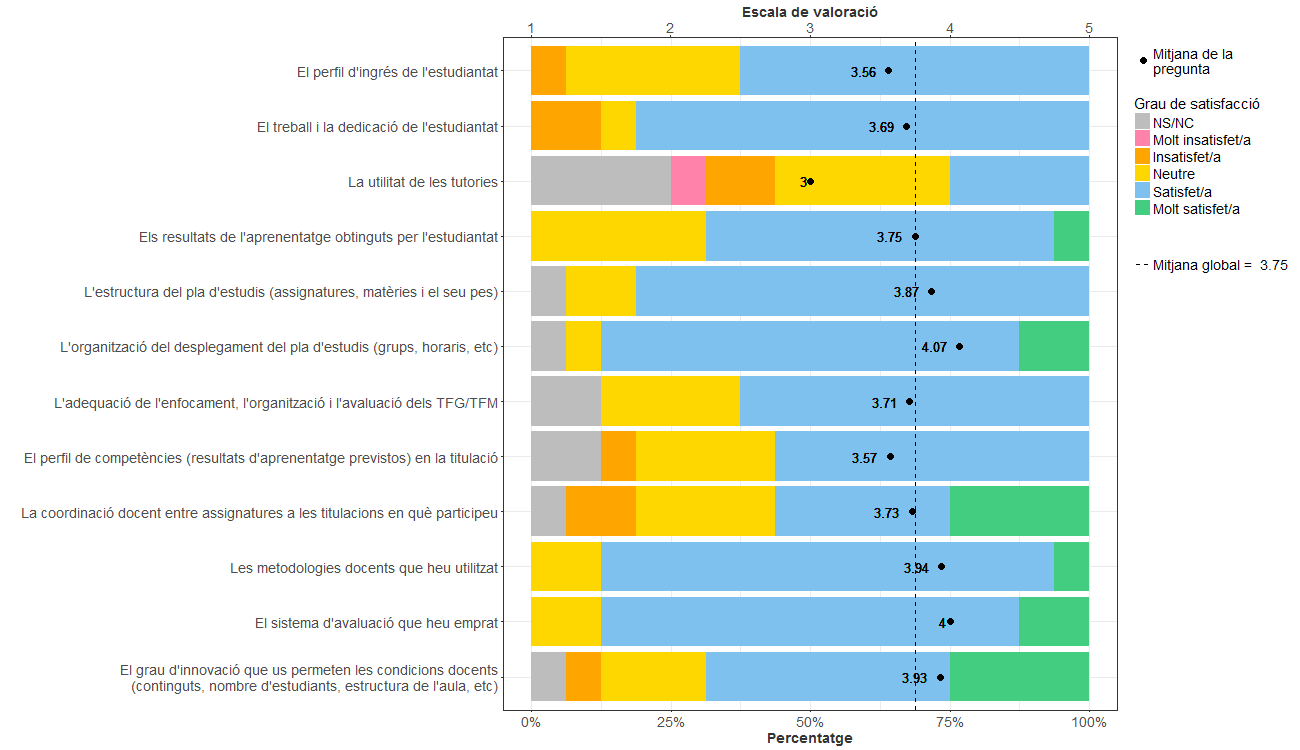 Escala de valoració
1 2 3 4 5
El perfil d'ingrés de l'estudiantat
3.56
El treball i la dedicació de l'estudiantat
3.69
La utilitat de les tutories
3
Els resultats de l'aprenentatge obtinguts per l'estudiantat
3.75
L'estructura del pla d'estudis (assignatures, matèries i el seu pes)
3.87
L'organització del desplegament del pla d'estudis (grups, horaris, etc)
4.07
L'adequació de l'enfocament, l'organització i l'avaluació dels TFG/TFM
3.71
El perfil de competències (resultats d'aprenentatge previstos) en la titulació
3.57
La coordinació docent entre assignatures a les titulacions en què participeu
3.73
Les metodologies docents que heu utilitzat
3.94
El sistema d'avaluació que heu emprat
4
El grau d'innovació que us permeten les condicions docents
(continguts, nombre d'estudiants, estructura de l'aula, etc)
3.93
0% 25% 50% 75% 100%
Percentatge
Mitjana de la
pregunta
Grau de satisfacció
NS/NC
Molt insatisfet/a
Insatisfet/a
Neutre
Satisfet/a
Molt satisfet/a
Mitjana global = 3.75